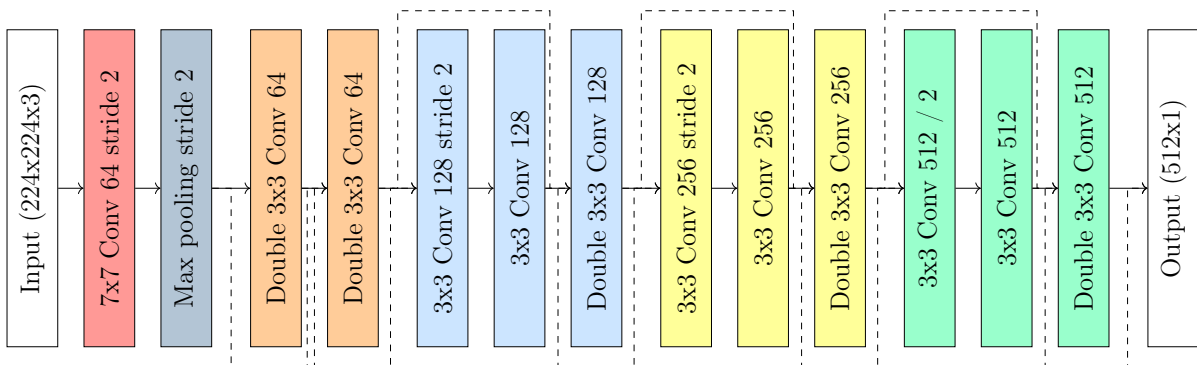 Input (224x224x3)
7x7 Conv 64 stride 2
Max pooling stride 2
Double 3x3 Conv 64
Double 3x3 Conv 64
3x3 Conv 128 stride 2
3x3 Conv 128
Double 3x3 Conv 128
3x3 Conv 256 stride 2
3x3 Conv 256
Double 3x3 Conv 256
3x3 Conv 512 / 2
3x3 Conv 512
Double 3x3 Conv 512
Output (512x1)